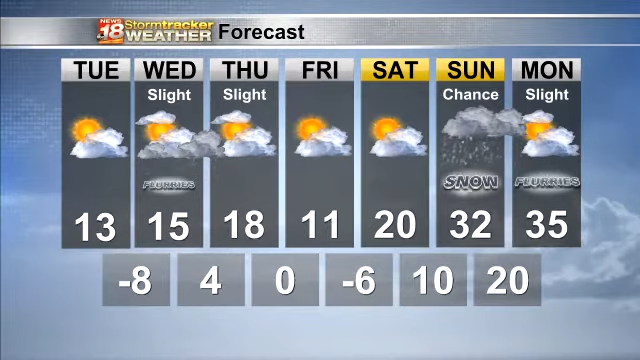 NEWS 18 Stormtracker WEATHER Forecast
TUE WED THU FRI SAT SUN MON
Slight Slight Chance Slight
FLURRIES SNOW FLURRIES
13 15 18 11 20 32 35
-8 4 0 -6 10 20